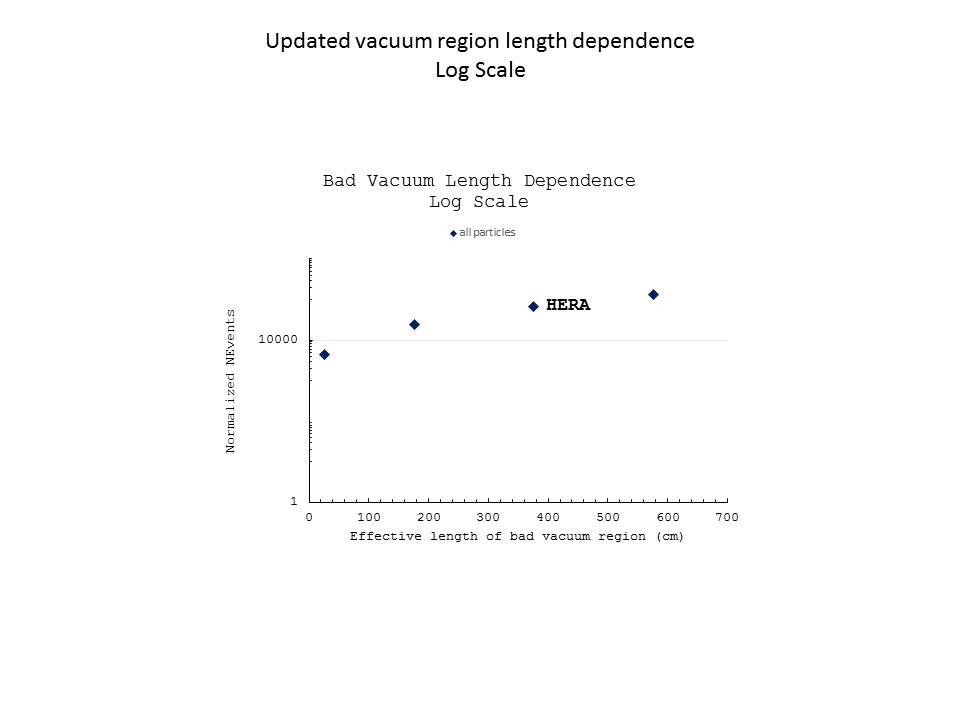 Updated vacuum region length dependence
Log Scale
Bad Vacuum Length Dependence
Log Scale
all particles
HERA
Normalized NEvents
10000
1
0 100 200 300 400 500 600 700
Effective length of bad vacuum region (cm)